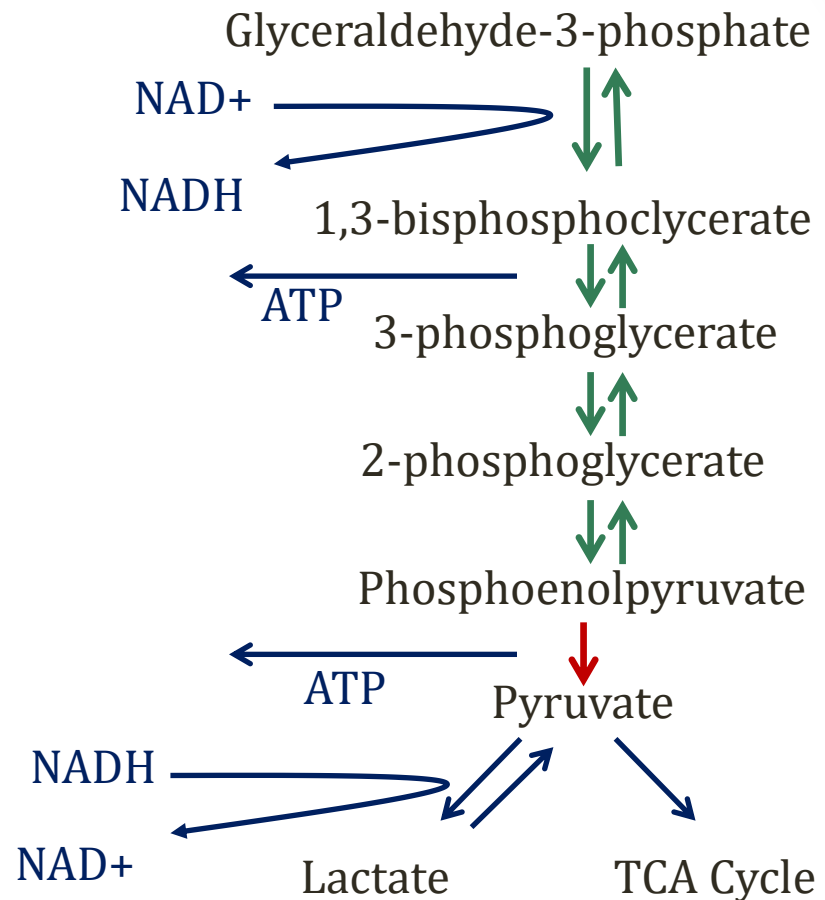 Glyceraldehyde-3-phosphate
NAD+
NADH
1,3-bisphosphoclycerate
ATP
3-phosphoglycerate
2-phosphoglycerate
Phosphoenolpyruvate
ATP
Pyruvate
NADH
NAD+
Lactate
TCA Cycle